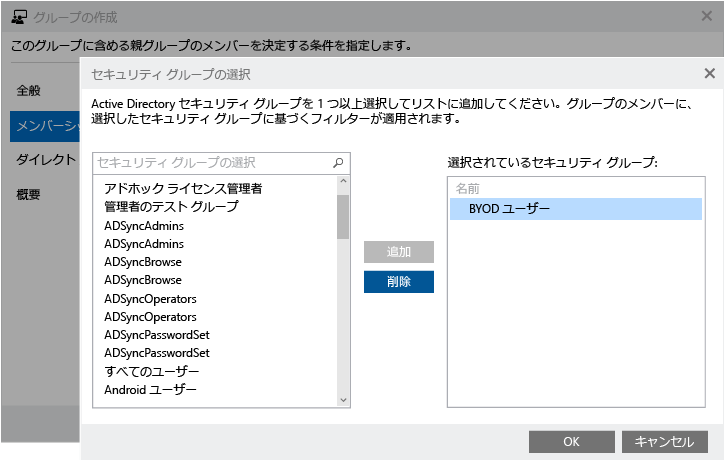 グループの作成
このグループに含める親グループのメンバーを決定する条件を指定します。
全般
メンバーシッ
ダイレクト
概要
セキュリティ グループの選択
Active Directory セキュリティ グループを 1 つ以上選択してリストに追加してください。グループのメンバーに、
選択したセキュリティ グループに基づくフィルターが適用されます。
セキュリティ グループの選択
アドホック ライセンス管理者
管理者のテスト グループ
ADSyncAdmins
ADSyncAdmins
ADSyncBrowse
ADSyncBrowse
ADSyncOperators
ADSyncOperators
ADSyncPasswordSet
ADSyncPasswordSet
すべてのユーザー
Android ユーザー
追加
削除
選択されているセキュリティ グループ:
名前
BYOD ユーザー
OK
キャンセル